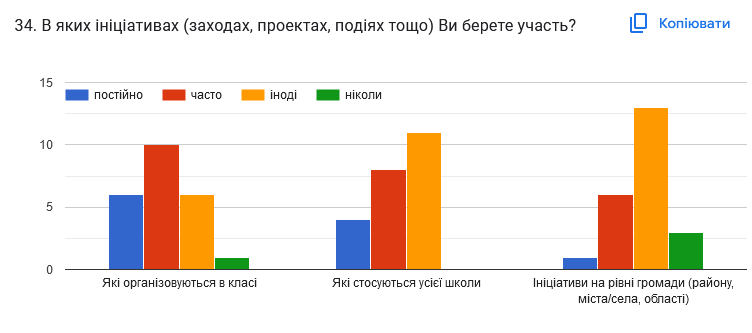 34. В яких ініціативах (заходах, проектах, подіях тощо) Ви берете участь?
Копіювати
15
постійно
часто
іноді
ніколи
10
5
0
Які організовуються в класі
Які стосуються усієї школи
Ініціативи на рівні громади (району,
міста/села, області)